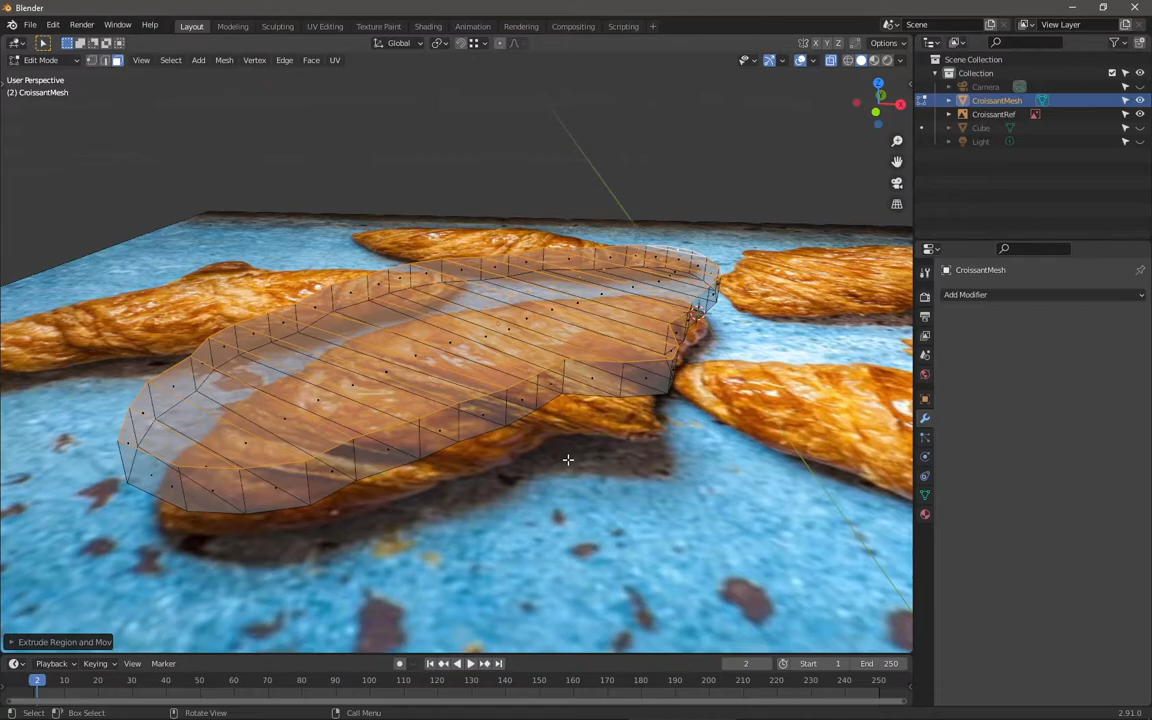 Blender
File Edit Render Window Help
Layout Modeling Sculpting UV Editing Texture Paint Shading Animation Rendering Compositing Scripting +
Scene
View Layer
Global
X Y Z
Options
Edit Mode
View Select Add Mesh Vertex Edge Face UV
User Perspective
(2) CroissantMesh
Z
Y
X
Scene Collection
Collection
Camera
CroissantMesh
CroissantRef
Cube
Light
CroissantMesh
Add Modifier
Extrude Region and Mov
Playback Keying View Marker
2
Start 1
End 250
2 10 20 30 40 50 60 70 80 90 100 110 120 130 140 150 160 170 180 190 200 210 220 230 240 250
Select Box Select Rotate View Call Menu
2.91.0